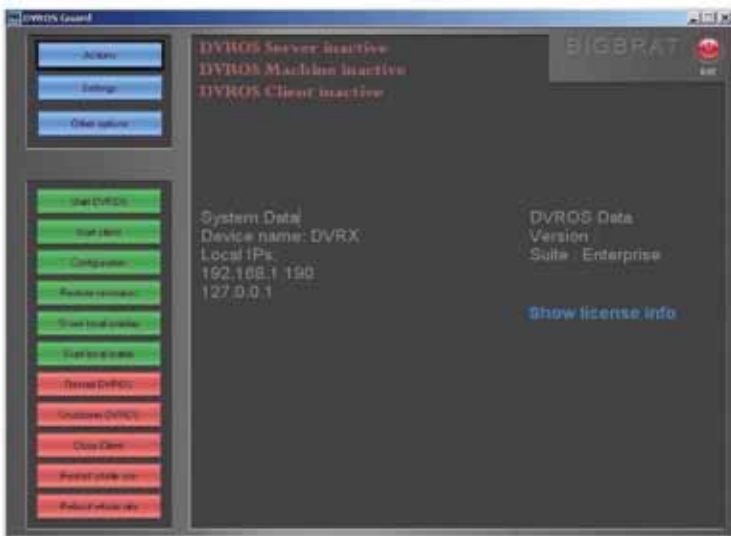 DVROS Guard
Actions
Settings
Other options
Start DVROS
Start client
Configuration
Close Client
DVROS Server inactive
DVROS Machine inactive
DVROS Client inactive
BIGBRAT
Exit
System Data
Device name: DVRX
Local IPs:
192.168.1.190
127.0.0.1
DVROS Data
Version
Suite : Enterprise
Show license info